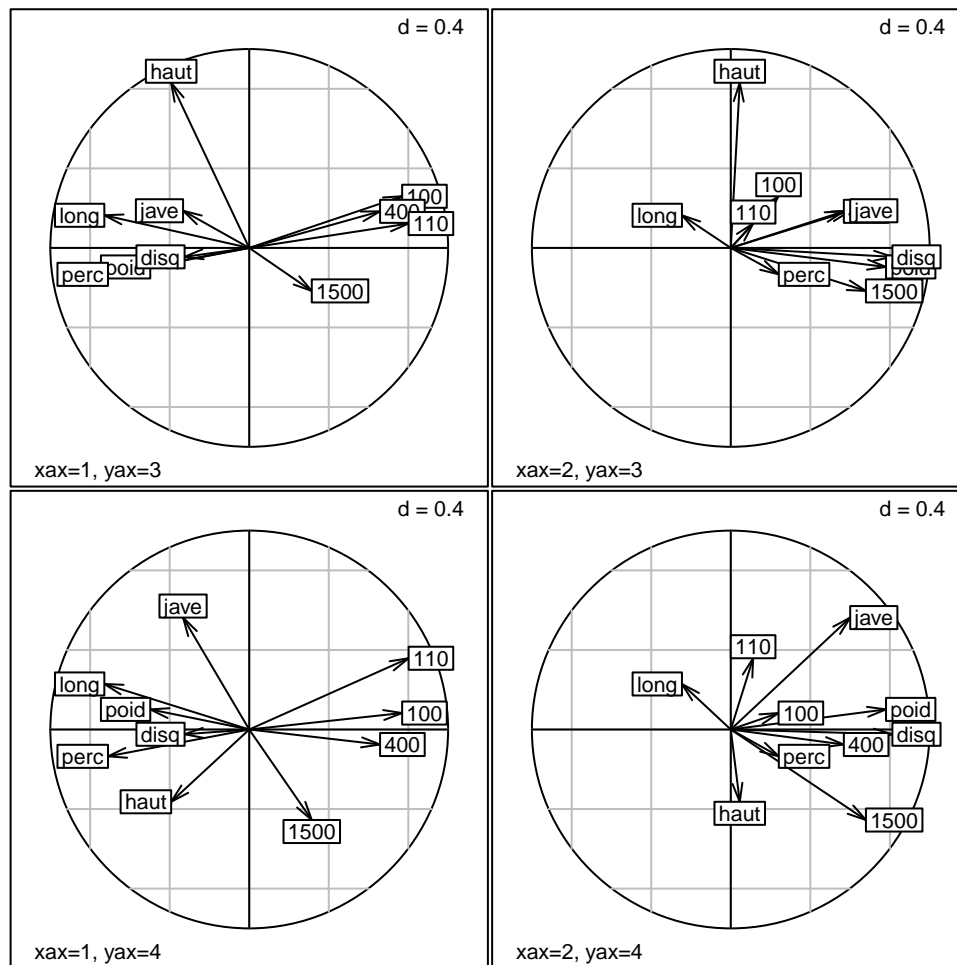 d = 0.4
haut
100
400
110
long
jave
disq
poid
perc
1500
xax=1, yax=3
d = 0.4
haut
100
110
long
jave
disq
poid
perc
1500
xax=2, yax=3
d = 0.4
jave
110
long
poid
100
disq
400
perc
haut
1500
xax=1, yax=4
d = 0.4
jave
110
long
poid
100
disq
400
perc
haut
1500
xax=2, yax=4